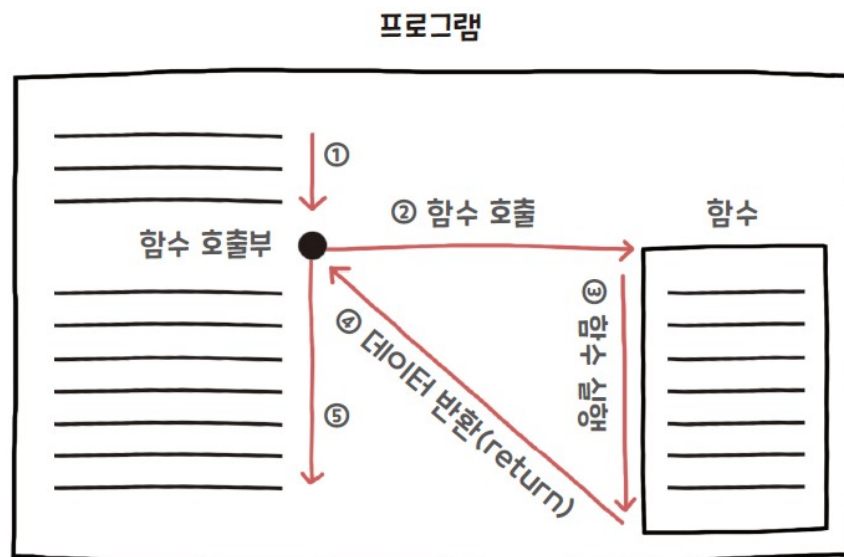 프로그램
①
② 함수 호출
함수
함수 호출부
③ 함수 실행
④ 데이터 반환(return)
⑤